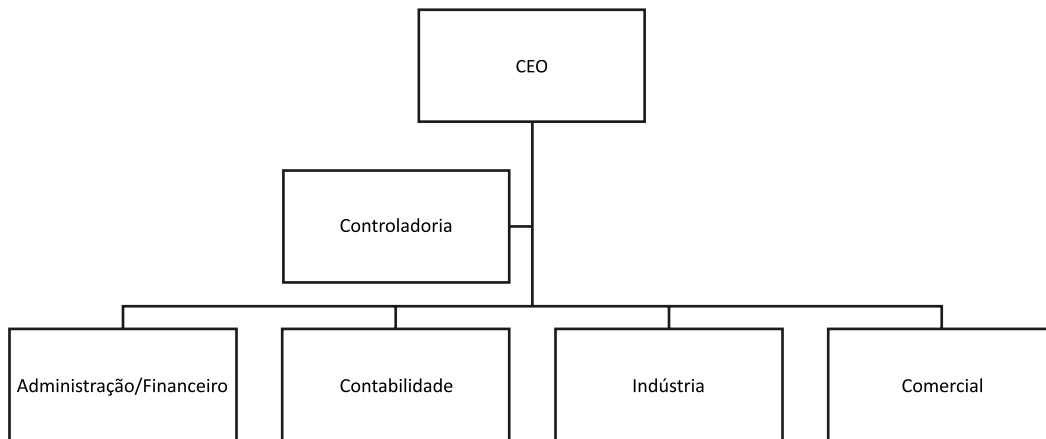 CEO
Controladoria
Administração/Financeiro
Contabilidade
Indústria
Comercial